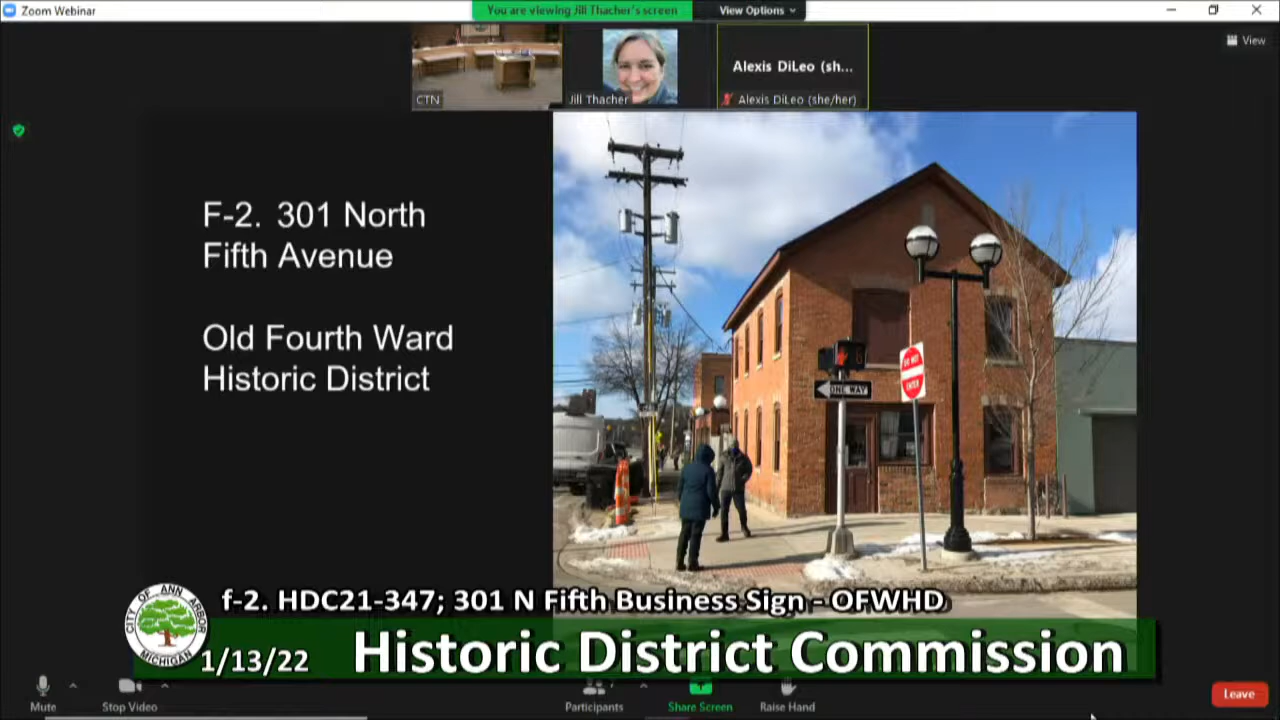 Zoom Webinar
You are viewing Jill Thacher's screen
View Options
View
CTN
Jill Thacher
Alexis DiLeo (sh...
Alexis DiLeo (she/her)
F-2. 301 North
Fifth Avenue
Old Fourth Ward
Historic District
ONE WAY
DO NOT
ENTER
CITY OF ANN ARBOR
MICHIGAN
f-2. HDC21-347; 301 N Fifth Business Sign - OFWHD
1/13/22
Historic District Commission
Mute
Stop Video
Participants
Share Screen
Raise Hand
Leave